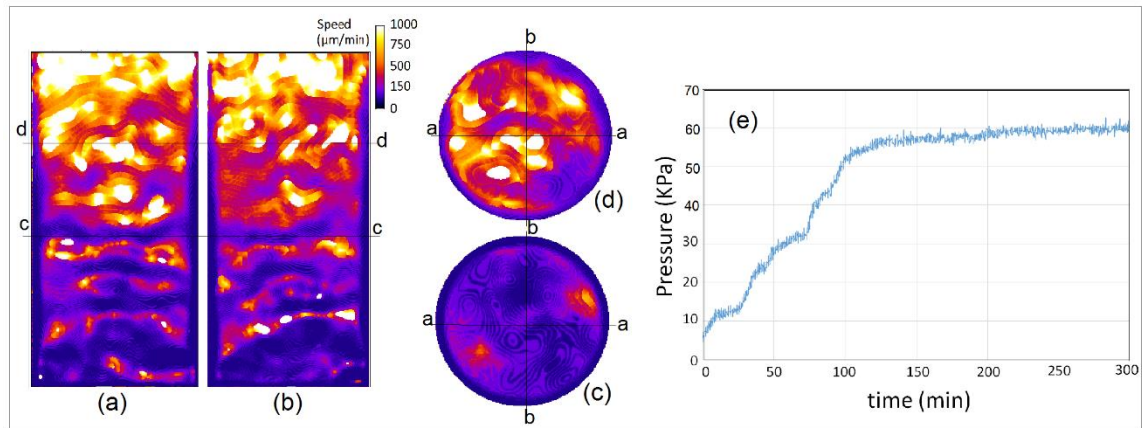 Speed
(µm/min)
1000
750
500
150
0
d
d
c
c
(a)
(b)
b
a
a
b
(d)
a
a
b
(c)
(e)
Pressure (KPa)
70
60
50
40
30
20
10
0
0
50
100
150
200
250
300
time (min)